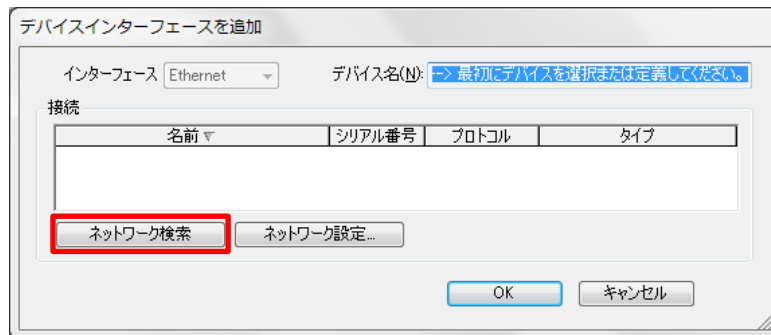 デバイスインターフェースを追加
インターフェース Ethernet デバイス名(N): --> 最初にデバイスを選択または定義してください。
接続
名前 シリアル番号 プロトコル タイプ
ネットワーク検索 ネットワーク設定...
OK キャンセル